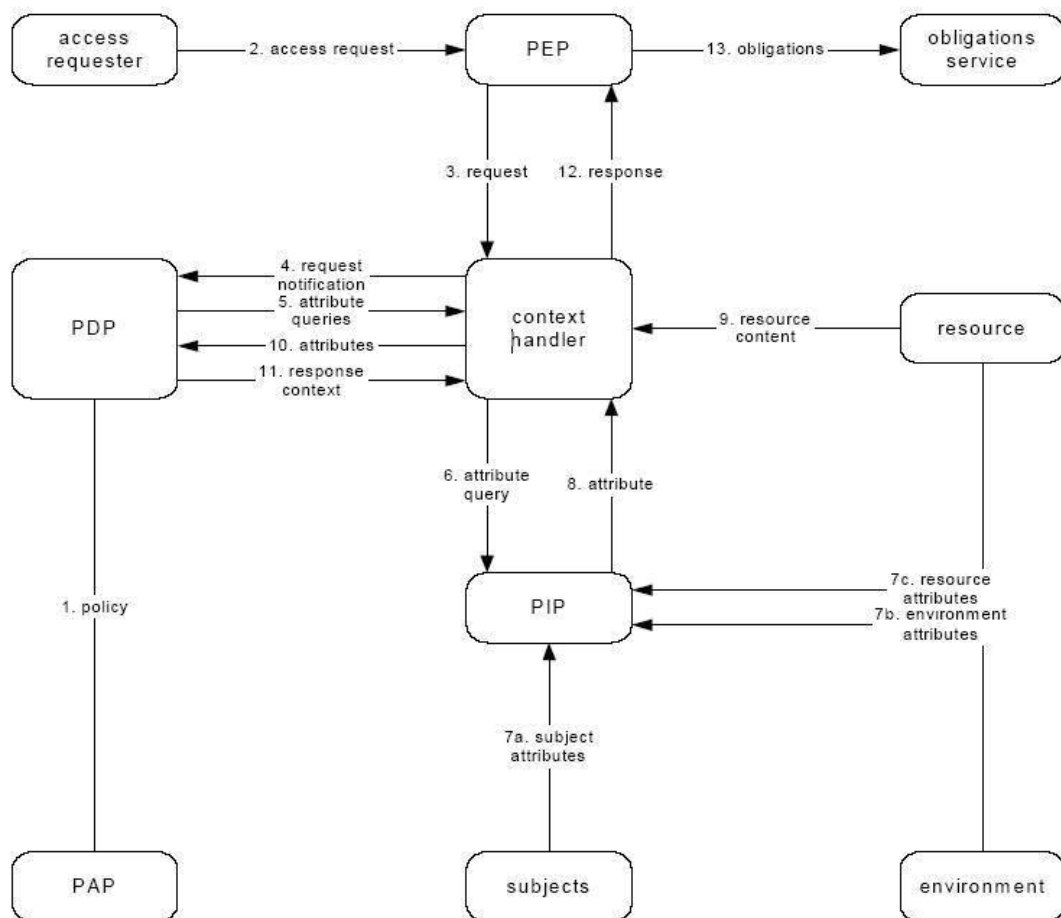 access
requester
2. access request
PEP
13. obligations
obligations
service
3. request
12. response
4. request
notification
5. attribute
queries
10. attributes
11. response
context
PDP
context
handler
9. resource
content
resource
6. attribute
query
8. attribute
1. policy
PIP
7c. resource
attributes
7b. environment
attributes
7a. subject
attributes
PAP
subjects
environment